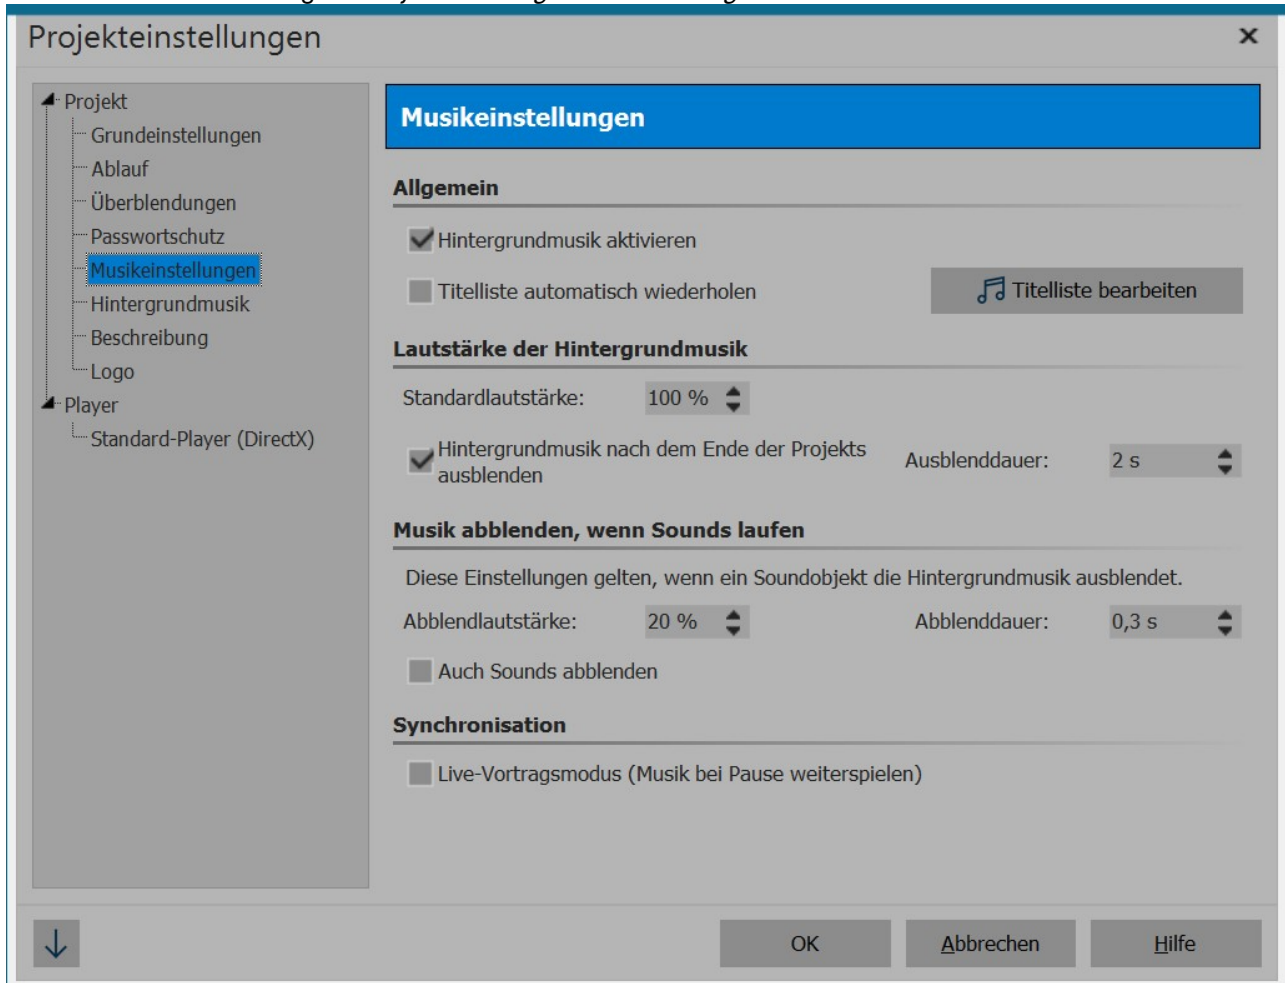 Projekteinstellungen
Projekt
Grundeinstellungen
Ablauf
Überblendungen
Passwortschutz
Musikeinstellungen
Hintergrundmusik
Beschreibung
Logo
Player
Standard-Player (DirectX)
Musikeinstellungen
Allgemein
Hintergrundmusik aktivieren
Titelliste automatisch wiederholen
Titelliste bearbeiten
Lautstärke der Hintergrundmusik
Standardlautstärke: 100 %
Hintergrundmusik nach dem Ende der Projekts
ausblenden
Ausblenddauer: 2 s
Musik abblenden, wenn Sounds laufen
Diese Einstellungen gelten, wenn ein Soundobjekt die Hintergrundmusik ausblendet.
Abblendlautstärke: 20 % Abblenddauer: 0,3 s
Auch Sounds abblenden
Synchronisation
Live-Vortragsmodus (Musik bei Pause weiterspielen)
OK Abbrechen Hilfe